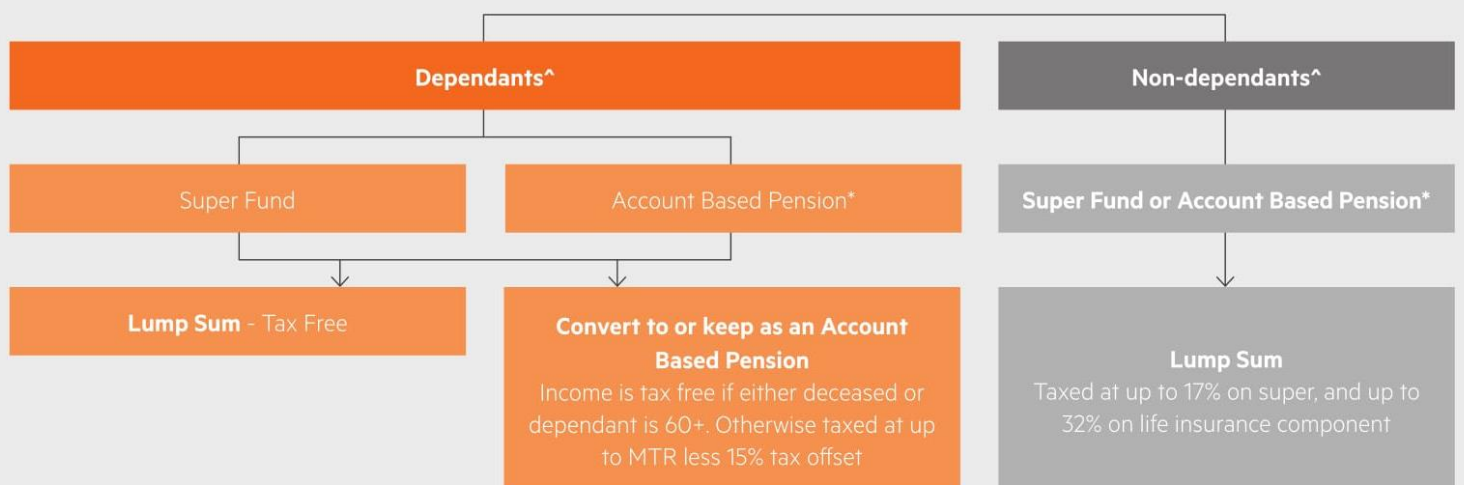 Dependants^
Non-dependants^
Super Fund
Account Based Pension*
Super Fund or Account Based Pension*
Lump Sum - Tax Free
Convert to or keep as an Account
Based Pension
Income is tax free if either deceased or
dependant is 60+. Otherwise taxed at up
to MTR less 15% tax offset
Lump Sum
Taxed at up to 17% on super, and up to
32% on life insurance component